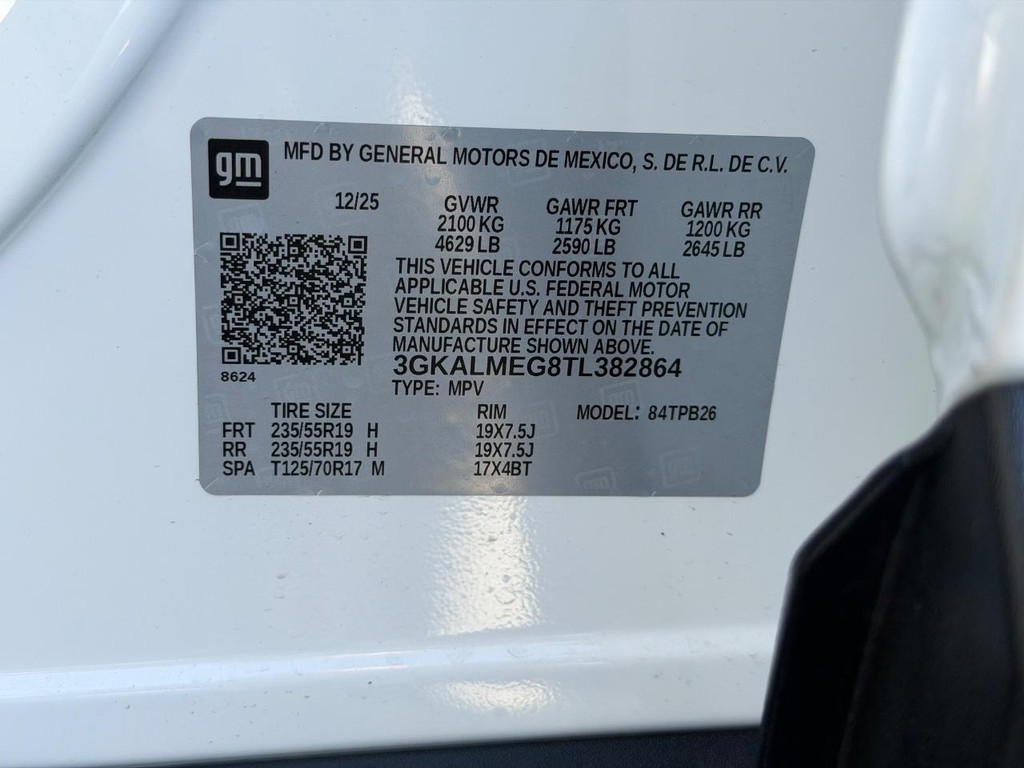 gm
MFD BY GENERAL MOTORS DE MEXICO, S. DE R.L. DE C.V.
12/25 GVWR GAWR FRT GAWR RR
2100 KG 1175 KG 1200 KG
4629 LB 2590 LB 2645 LB
THIS VEHICLE CONFORMS TO ALL
APPLICABLE U.S. FEDERAL MOTOR
VEHICLE SAFETY AND THEFT PREVENTION
STANDARDS IN EFFECT ON THE DATE OF
MANUFACTURE SHOWN ABOVE.
3GKALMEG8TL382864
8624
TYPE: MPV
TIRE SIZE RIM MODEL: 84TPB26
FRT 235/55R19 H 19X7.5J
RR 235/55R19 H 19X7.5J
SPA T125/70R17 M 17X4BT